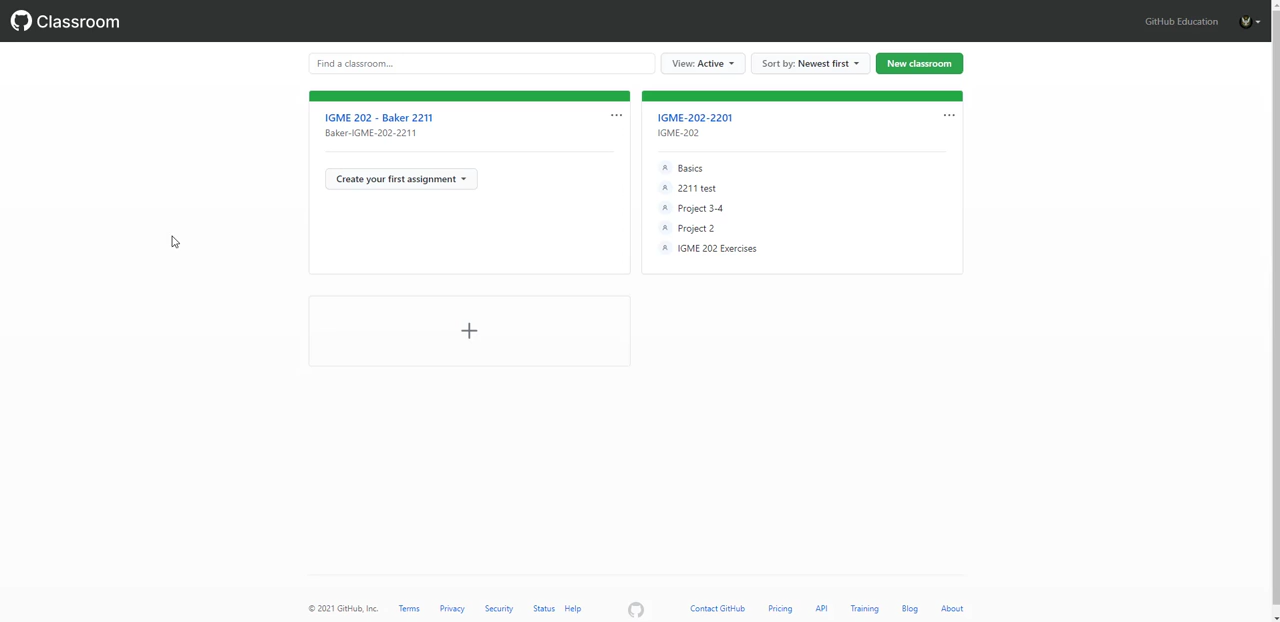 Classroom
GitHub Education
Find a classroom...
View: Active
Sort by: Newest first
New classroom
IGME 202 - Baker 2211
Baker-IGME-202-2211
Create your first assignment
IGME-202-2201
IGME-202
Basics
2211 test
Project 3-4
Project 2
IGME 202 Exercises
© 2021 GitHub, Inc. Terms Privacy Security Status Help Contact GitHub Pricing API Training Blog About